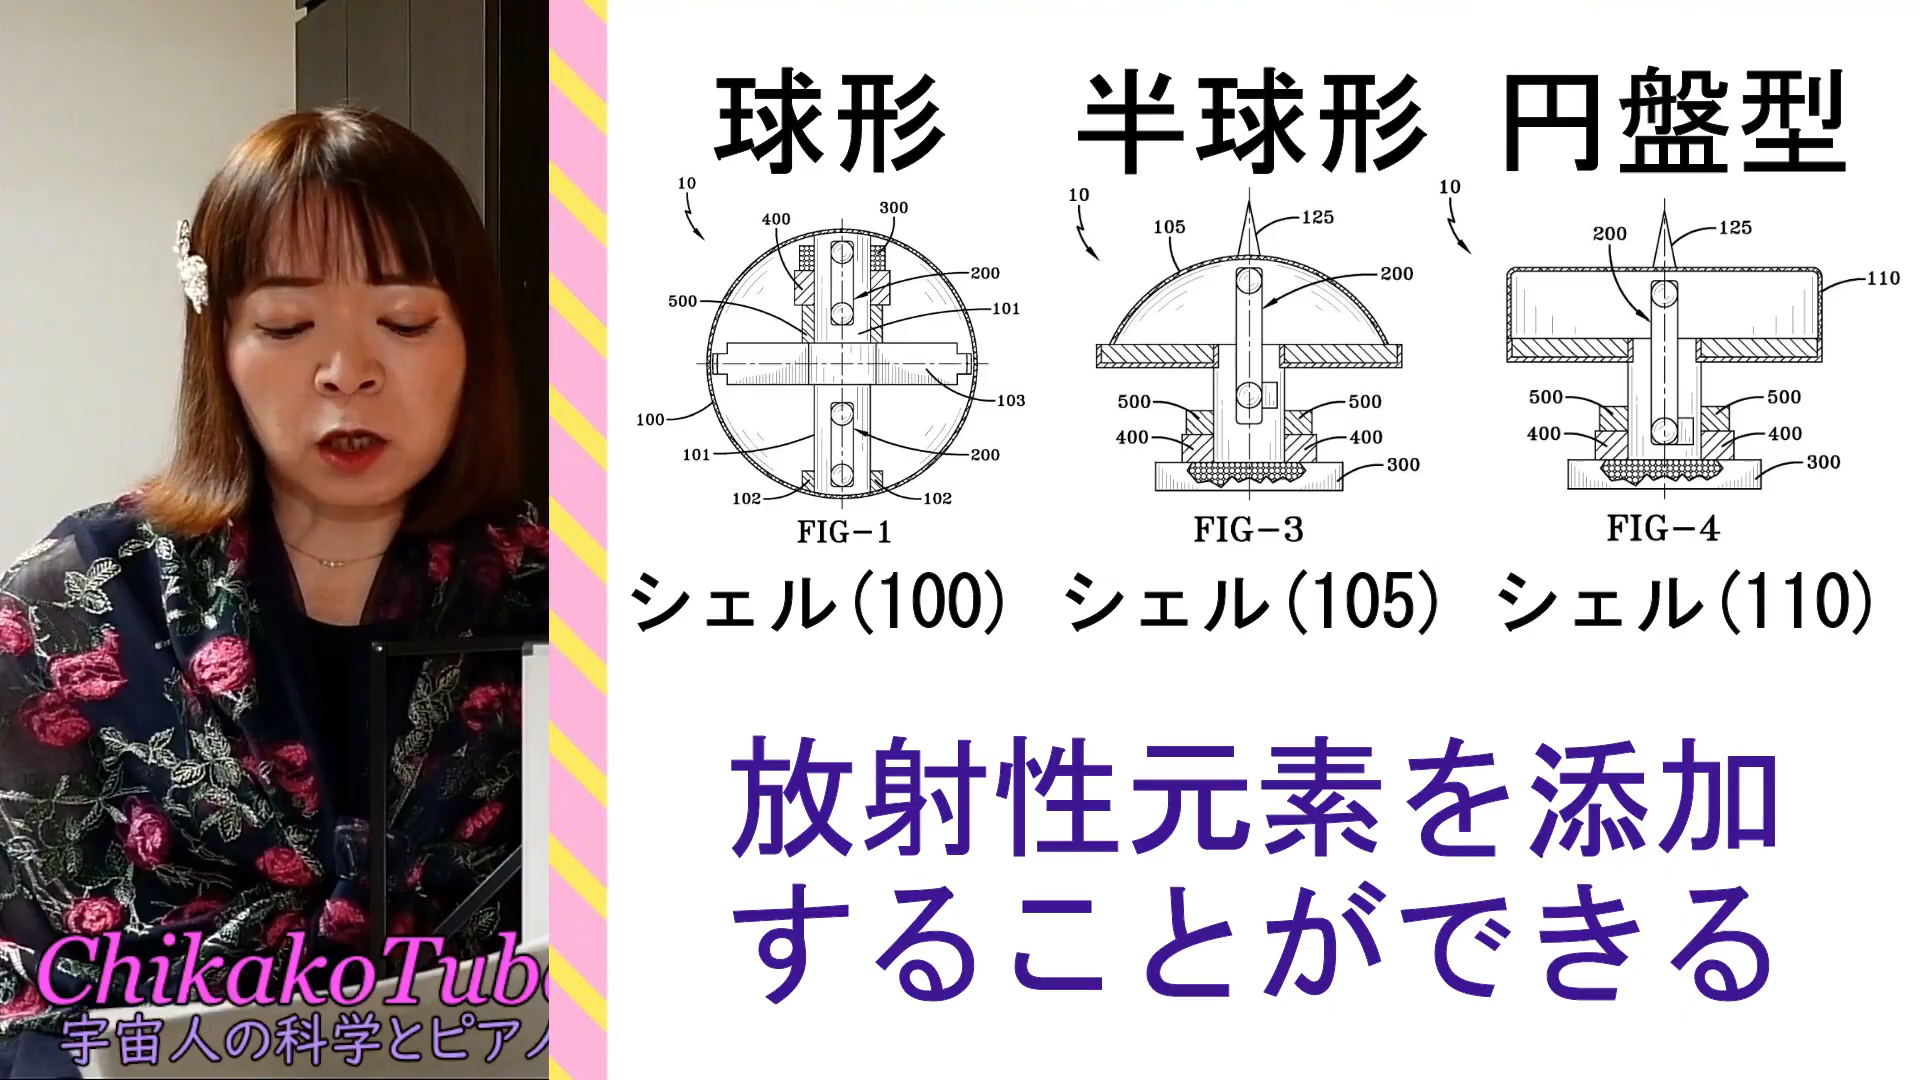 球形 半球形 円盤型
10 400 300 200 500 101 100 103 101 200 102 102
FIG-1
10 105 125 200 500 500 400 400 300
FIG-3
10 200 125 110 500 500 400 400 300
FIG-4
シェル(100) シェル(105) シェル(110)
放射性元素を添加
することができる
ChikakoTube
宇宙人の科学とピアノ